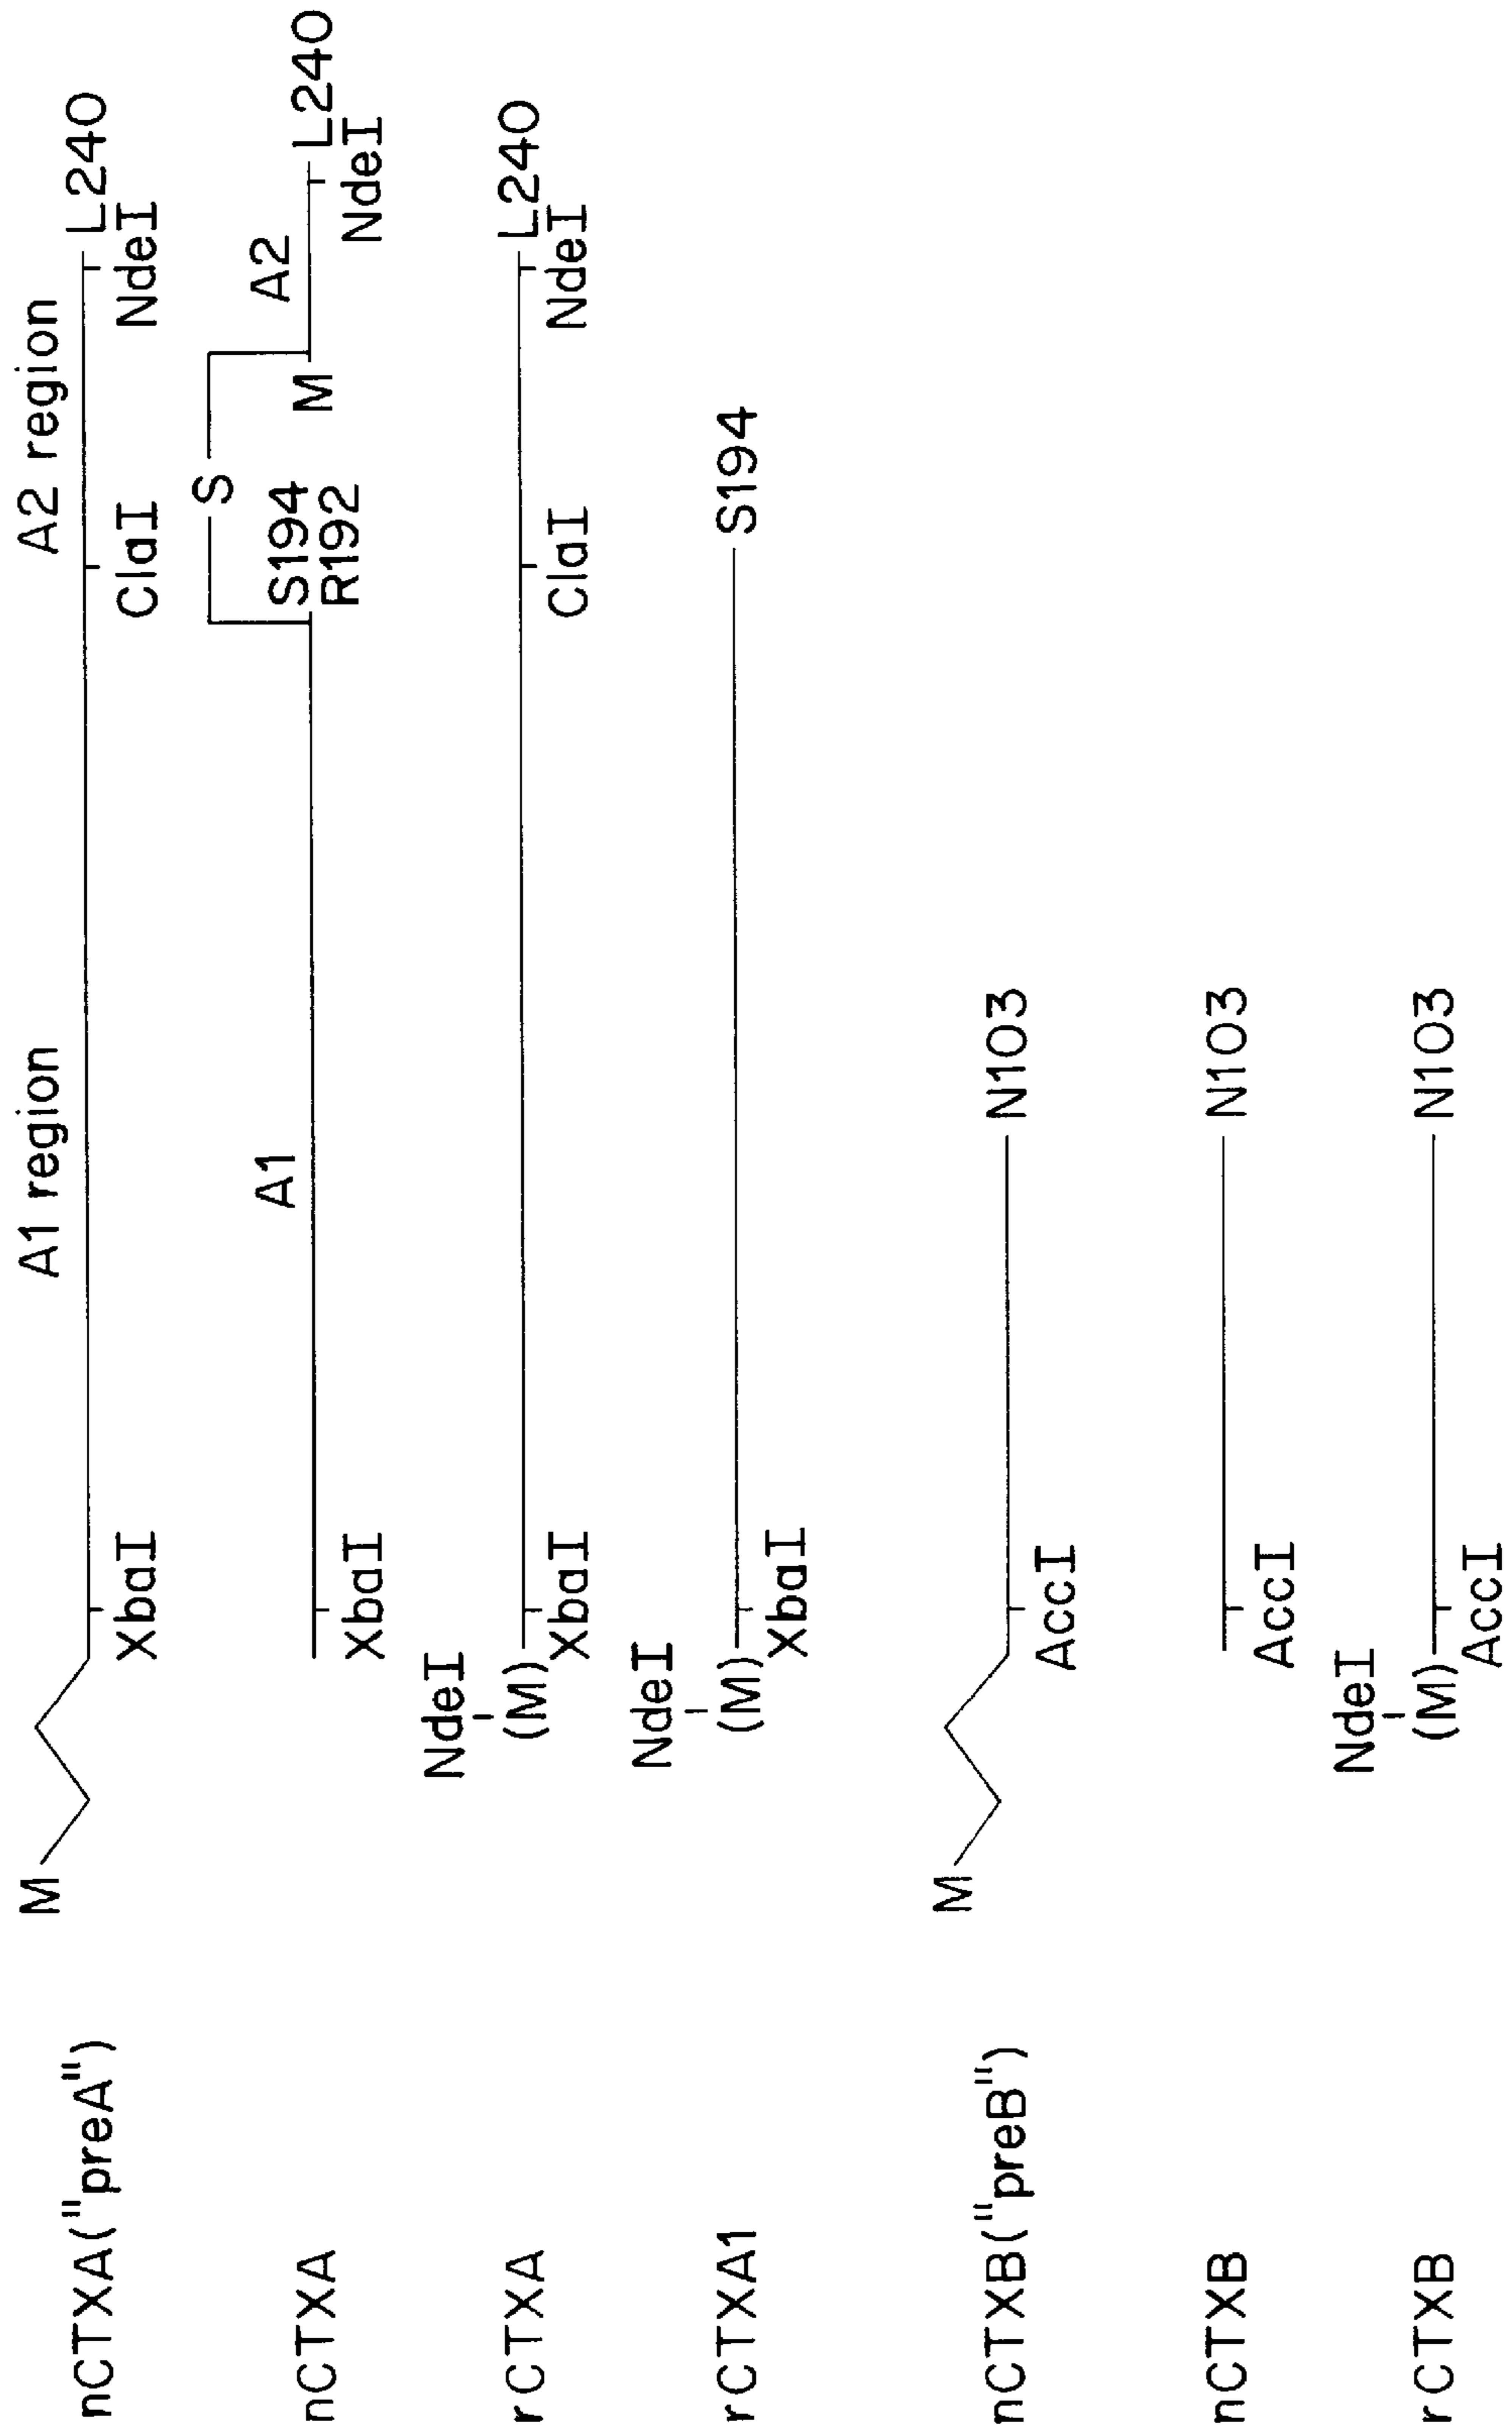 nCTXA("preA")
M
A1 region
A2 region
L240
XbaI
ClaI
NdeI
nCTXA
A1
S
A2
S194
R192
M
L240
XbaI
NdeI
rCTXA
NdeI
(M)
L240
XbaI
ClaI
NdeI
rCTXA1
NdeI
(M)
S194
XbaI
nCTXB("preB")
M
N103
AccI
nCTXB
N103
AccI
rCTXB
NdeI
(M)
N103
AccI